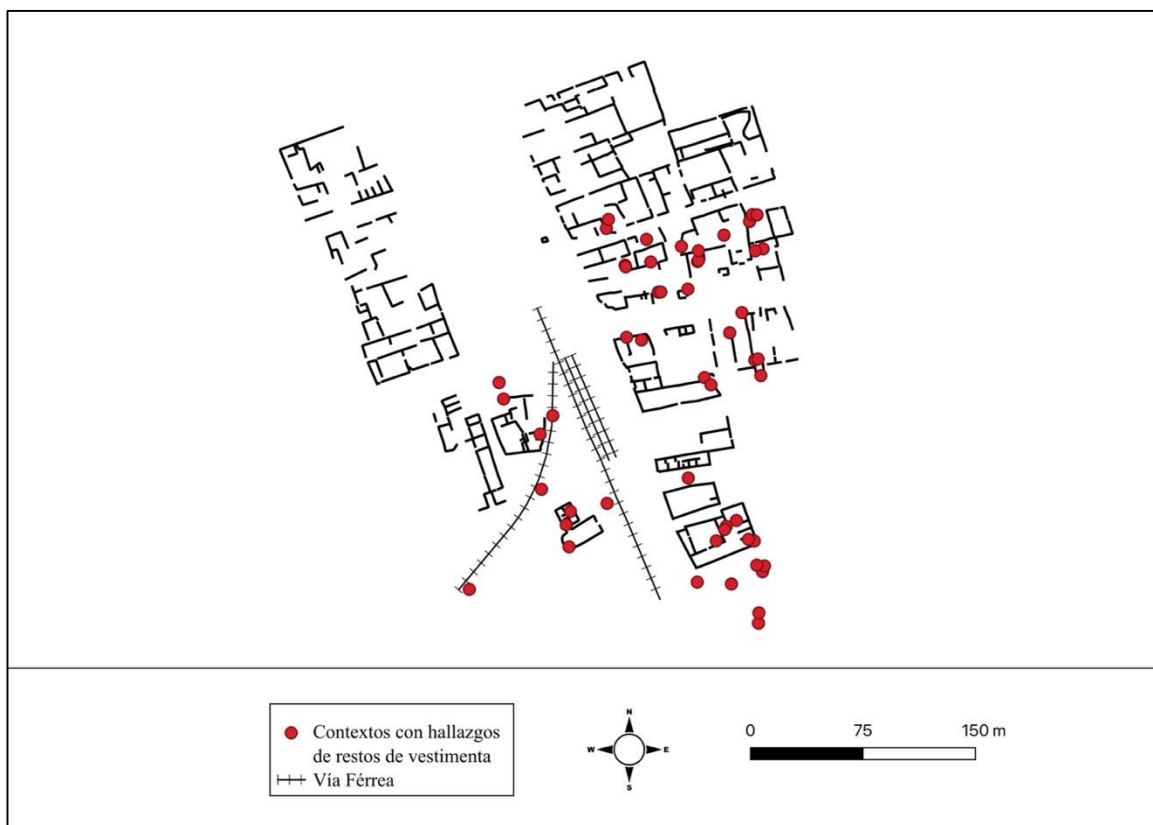 Contextos con hallazgos
de restos de vestimenta
Vía Férrea
N
W E
S
0 75 150 m